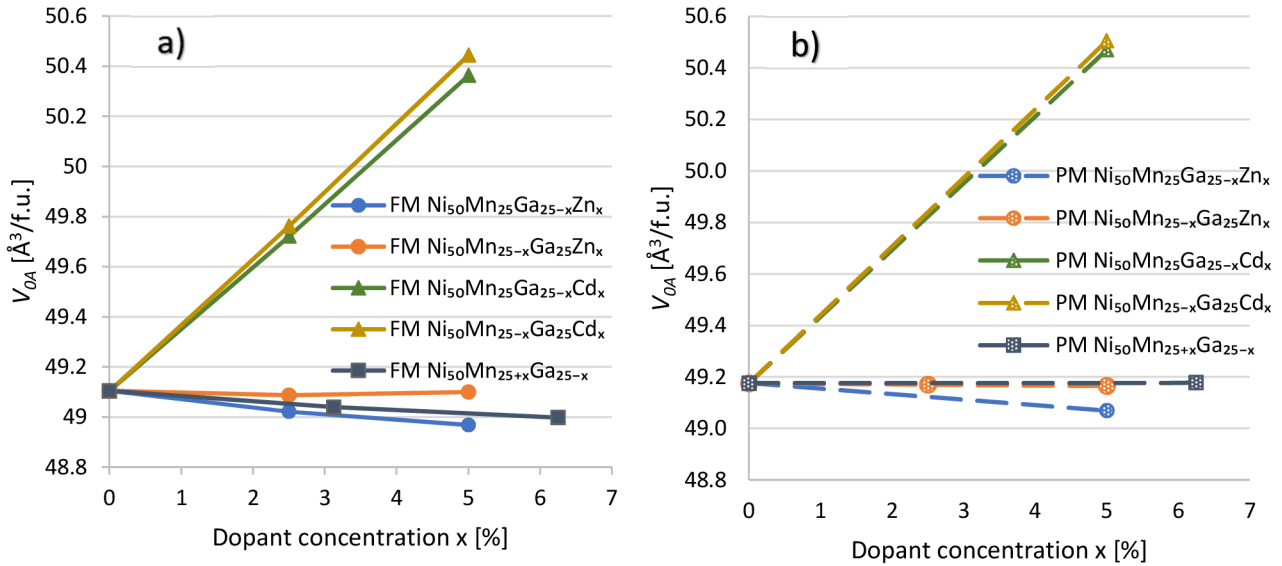 a)
50.6
50.4
50.2
50
49.8
49.6
49.4
49.2
49
48.8
V₀A [Å³/f.u.]
0 1 2 3 4 5 6 7
Dopant concentration x [%]
FM Ni₅₀Mn₂₅Ga₂₅₋ₓZnₓ
FM Ni₅₀Mn₂₅₋ₓGa₂₅Znₓ
FM Ni₅₀Mn₂₅Ga₂₅₋ₓCdₓ
FM Ni₅₀Mn₂₅₋ₓGa₂₅Cdₓ
FM Ni₅₀Mn₂₅₊ₓGa₂₅₋ₓ
b)
50.6
50.4
50.2
50.0
49.8
49.6
49.4
49.2
49.0
48.8
V₀A [Å³/f.u.]
0 1 2 3 4 5 6 7
Dopant concentration x [%]
PM Ni₅₀Mn₂₅Ga₂₅₋ₓZnₓ
PM Ni₅₀Mn₂₅₋ₓGa₂₅Znₓ
PM Ni₅₀Mn₂₅Ga₂₅₋ₓCdₓ
PM Ni₅₀Mn₂₅₋ₓGa₂₅Cdₓ
PM Ni₅₀Mn₂₅₊ₓGa₂₅₋ₓ